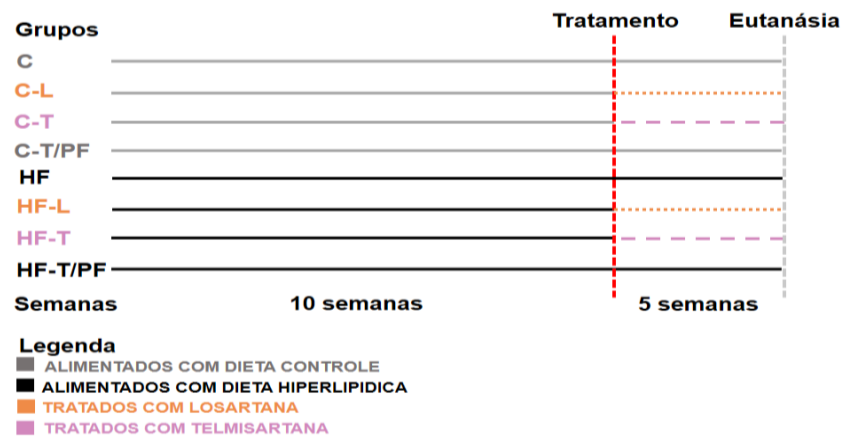 Tratamento Eutanásia
Grupos
C
C-L
C-T
C-T/PF
HF
HF-L
HF-T
HF-T/PF
Semanas 10 semanas 5 semanas
Legenda
ALIMENTADOS COM DIETA CONTROLE
ALIMENTADOS COM DIETA HIPERLIPIDICA
TRATADOS COM LOSARTANA
TRATADOS COM TELMISARTANA